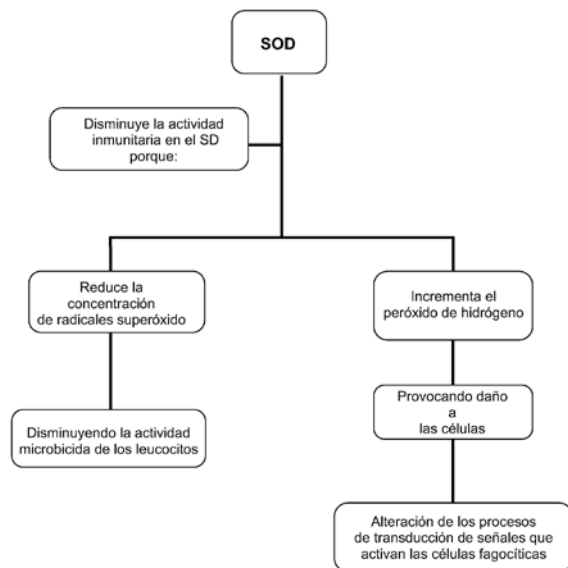 SOD
Disminuye la actividad
inmunitaria en el SD
porque:
Reduce la
concentración
de radicales superóxido
Disminuyendo la actividad
microbicida de los leucocitos
Incrementa el
peróxido de hidrógeno
Provocando daño
a
las células
Alteración de los procesos
de transducción de señales que
activan las células fagocíticas